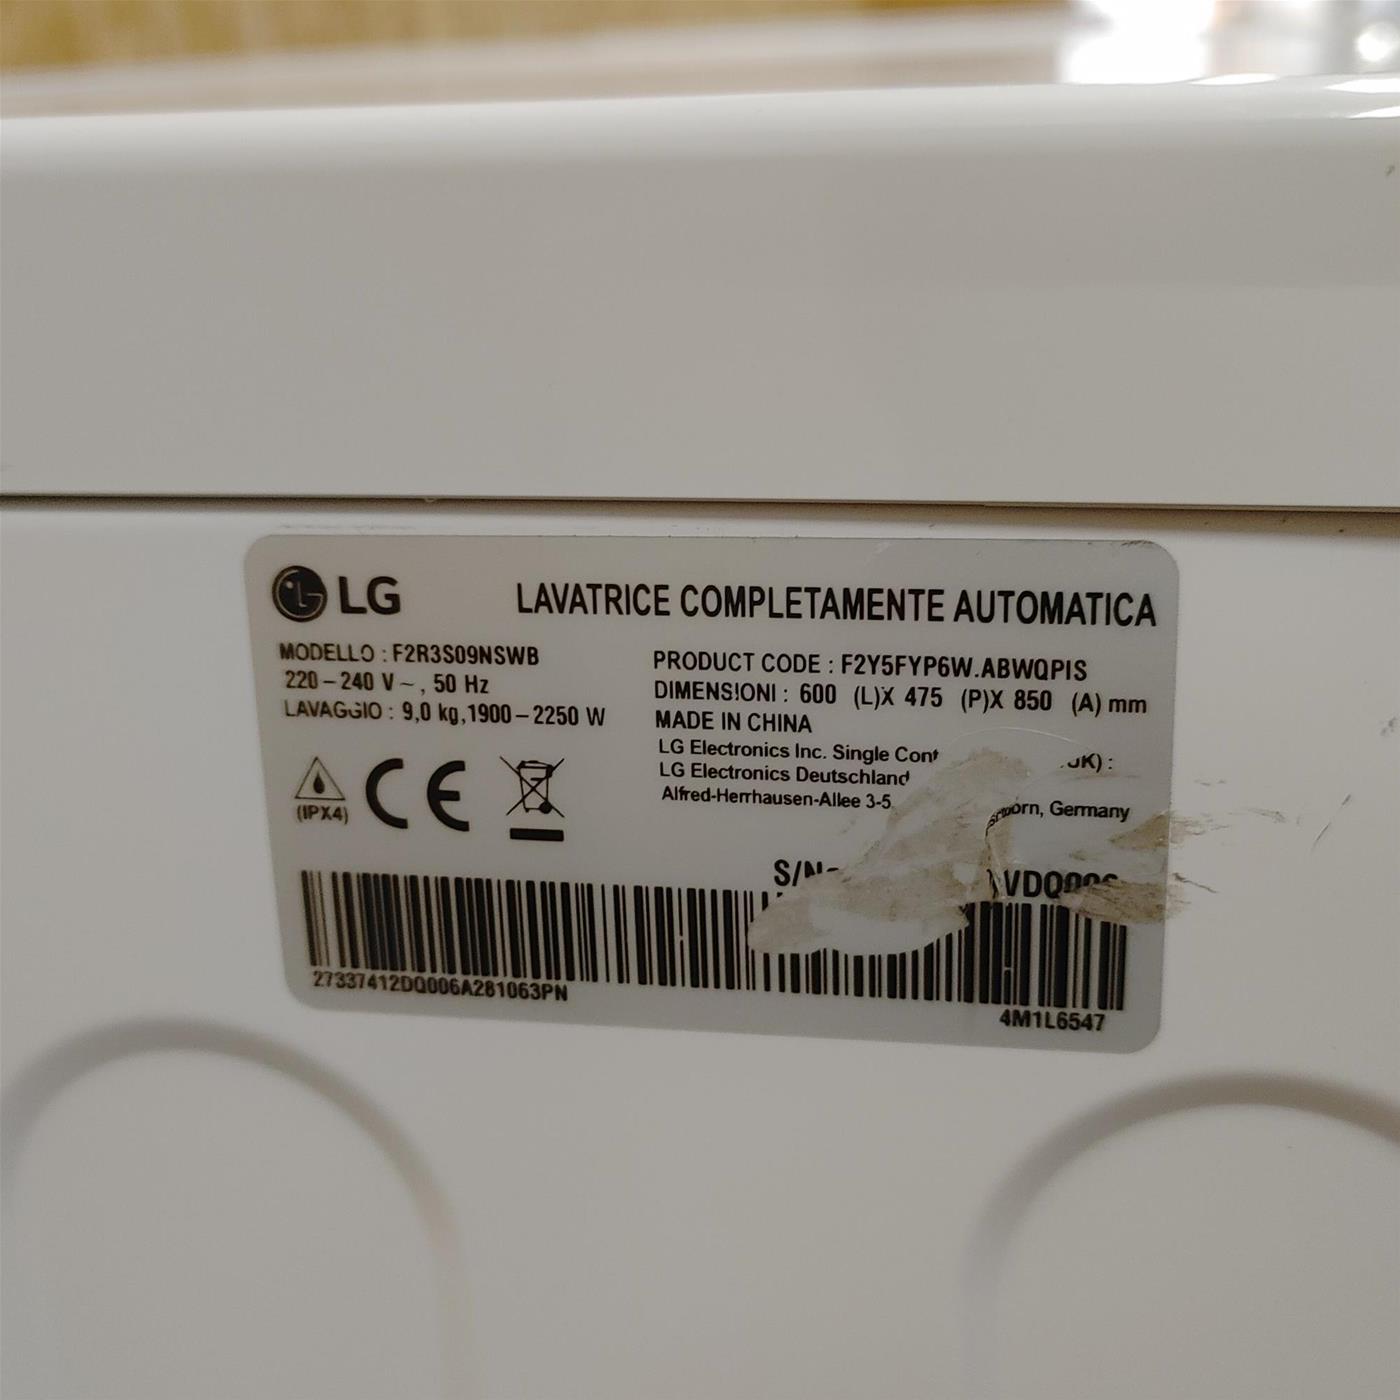 LG
LAVATRICE COMPLETAMENTE AUTOMATICA
MODELLO : F2R3S09NSWB
220-240 V~, 50 Hz
LAVAGGIO : 9,0 kg,1900-2250 W
PRODUCT CODE : F2Y5FYP6W.ABWQPIS
DIMENSIONI : 600 (L)X 475 (P)X 850 (A) mm
MADE IN CHINA
LG Electronics Inc. Single
LG Electronics Deutschland
Alfred-Herrhausen-Allee 3-5
Germany
(IPX4)
CE
27337412DQ006A281063PN
4M1L6547